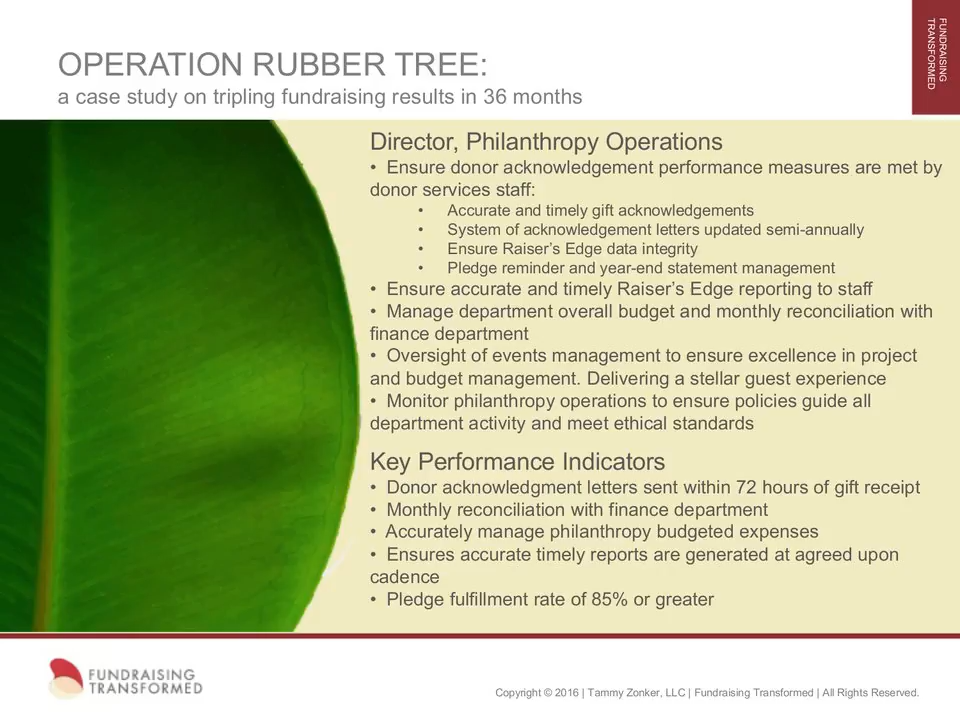 FUNDRAISING
TRANSFORMED
OPERATION RUBBER TREE:
a case study on tripling fundraising results in 36 months
Director, Philanthropy Operations
• Ensure donor acknowledgement performance measures are met by
donor services staff:
• Accurate and timely gift acknowledgements
• System of acknowledgement letters updated semi-annually
• Ensure Raiser’s Edge data integrity
• Pledge reminder and year-end statement management
• Ensure accurate and timely Raiser’s Edge reporting to staff
• Manage department overall budget and monthly reconciliation with
finance department
• Oversight of events management to ensure excellence in project
and budget management. Delivering a stellar guest experience
• Monitor philanthropy operations to ensure policies guide all
department activity and meet ethical standards
Key Performance Indicators
• Donor acknowledgment letters sent within 72 hours of gift receipt
• Monthly reconciliation with finance department
• Accurately manage philanthropy budgeted expenses
• Ensures accurate timely reports are generated at agreed upon
cadence
• Pledge fulfillment rate of 85% or greater
FUNDRAISING
TRANSFORMED
Copyright © 2016 | Tammy Zonker, LLC | Fundraising Transformed | All Rights Reserved.